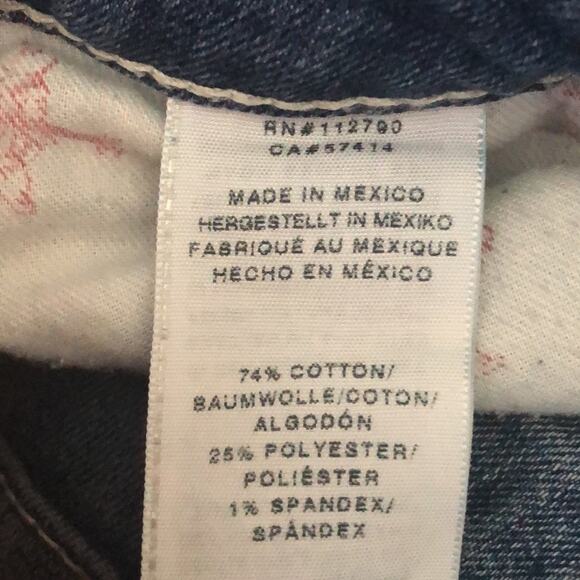 RN#112790
CA#57414
MADE IN MEXICO
HERGESTELLT IN MEXIKO
FABRIQUÉ AU MEXIQUE
HECHO EN MÉXICO
74% COTTON/
BAUMWOLLE/COTON/
ALGODÓN
25% POLYESTER/
POLIÉSTER
1% SPANDEX/
SPÁNDEX